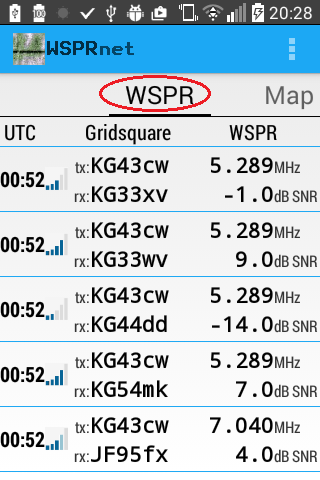 20:28
WSPRnet
WSPR Map
UTC Gridsquare WSPR
00:52 tx:KG43cw 5.289MHz
rx:KG33xv -1.0dB SNR
00:52 tx:KG43cw 5.289MHz
rx:KG33wv 9.0dB SNR
00:52 tx:KG43cw 5.289MHz
rx:KG44dd -14.0dB SNR
00:52 tx:KG43cw 5.289MHz
rx:KG54mk 7.0dB SNR
00:52 tx:KG43cw 7.040MHz
rx:JF95fx 4.0dB SNR